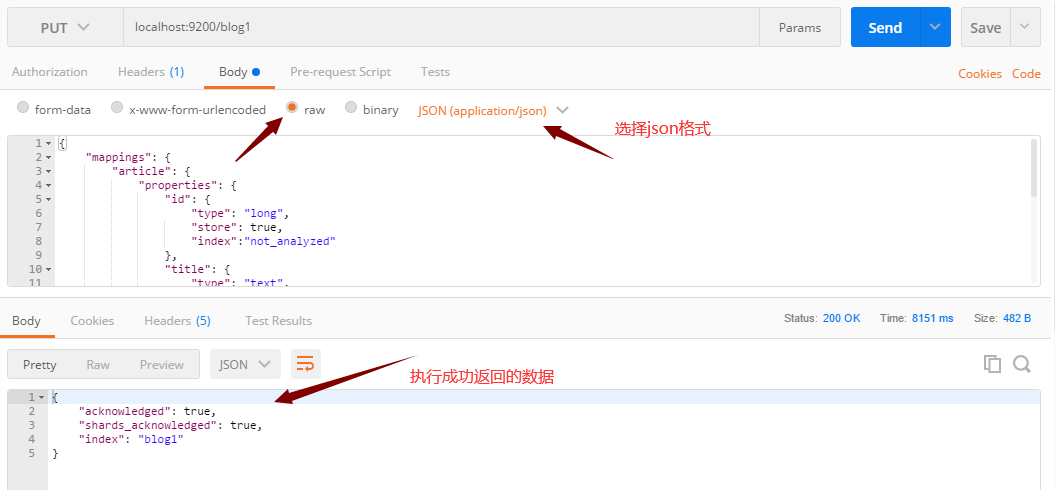 PUT localhost:9200/blog1 Params Send Save
Authorization Headers (1) Body Pre-request Script Tests Cookies Code
form-data x-www-form-urlencoded raw binary JSON (application/json)
选择json格式
1 {
2 "mappings": {
3 "article": {
4 "properties": {
5 "id": {
6 "type": "long",
7 "store": true,
8 "index":"not_analyzed"
9 },
10 "title": {
11 "type": "text",
Body Cookies Headers (5) Test Results Status: 200 OK Time: 8151 ms Size: 482 B
Pretty Raw Preview JSON
执行成功返回的数据
1 {
2 "acknowledged": true,
3 "shards_acknowledged": true,
4 "index": "blog1"
5 }